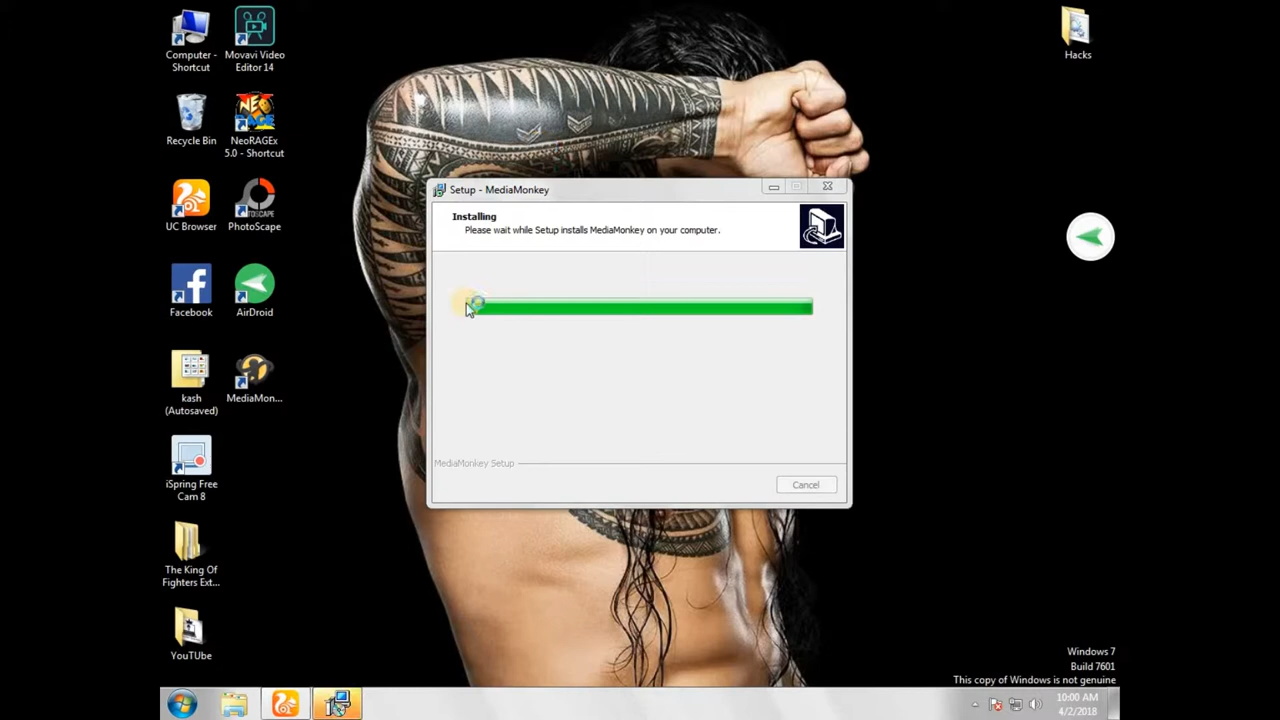 Computer -
Shortcut
Movavi Video
Editor 14
Hacks
Recycle Bin
NEO
RAGE
NeoRAGEx
5.0 - Shortcut
UC Browser
PhotoScape
Facebook
AirDroid
kash
(Autosaved)
MediaMon...
iSpring Free
Cam 8
The King Of
Fighters Ext...
YouTUbe
Setup - MediaMonkey
Installing
Please wait while Setup installs MediaMonkey on your computer.
MediaMonkey Setup
Cancel
Windows 7
Build 7601
This copy of Windows is not genuine
10:00 AM
4/2/2018